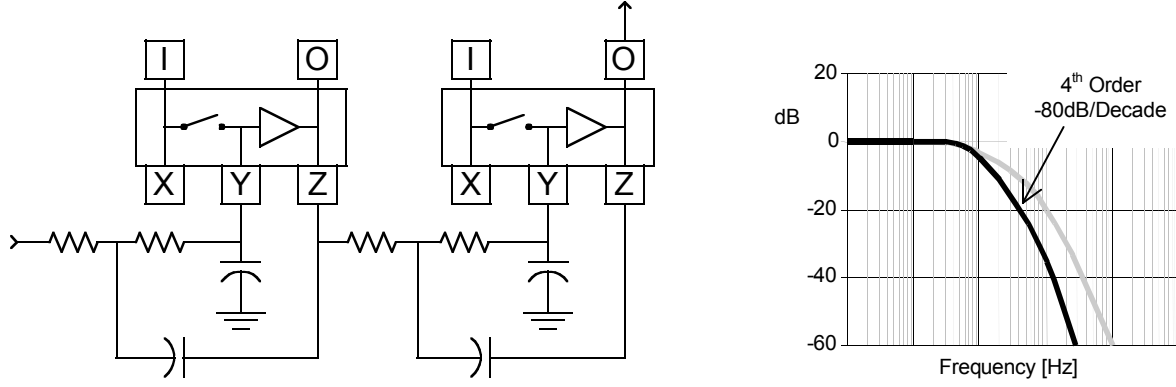 I O I O
X Y Z X Y Z
20
0
-20
-40
-60
dB
4th Order
-80dB/Decade
Frequency [Hz]